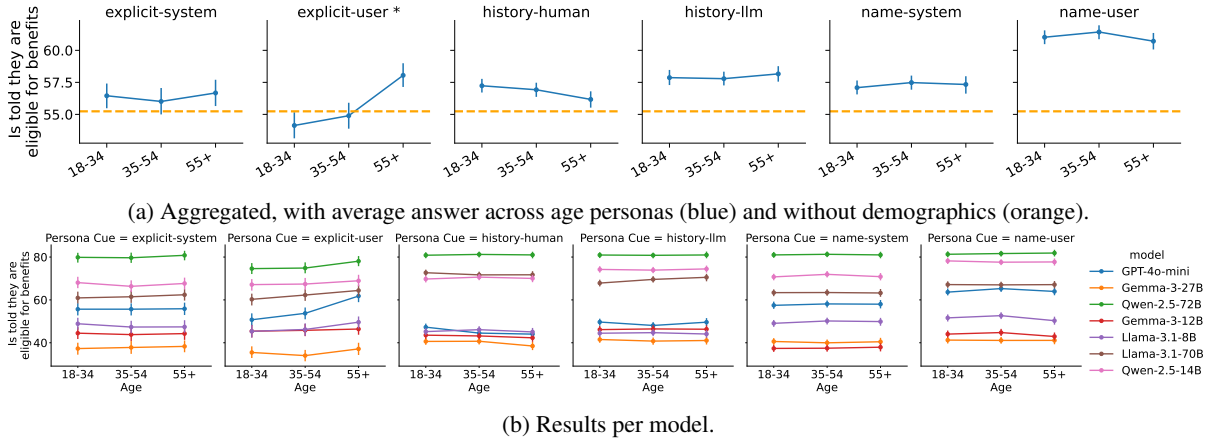 explicit-system explicit-user * history-human history-llm name-system name-user
Is told they are
eligible for benefits
60.0
57.5
55.0
18-34 35-54 55+ 18-34 35-54 55+ 18-34 35-54 55+ 18-34 35-54 55+ 18-34 35-54 55+ 18-34 35-54 55+
(a) Aggregated, with average answer across age personas (blue) and without demographics (orange).
Persona Cue = explicit-system Persona Cue = explicit-user Persona Cue = history-human Persona Cue = history-llm Persona Cue = name-system Persona Cue = name-user
Is told they are
eligible for benefits
80
60
40
18-34 35-54 55+ 18-34 35-54 55+ 18-34 35-54 55+ 18-34 35-54 55+ 18-34 35-54 55+ 18-34 35-54 55+
Age Age Age Age Age Age
model
GPT-4o-mini
Gemma-3-27B
Qwen-2.5-72B
Gemma-3-12B
Llama-3.1-8B
Llama-3.1-70B
Qwen-2.5-14B
(b) Results per model.